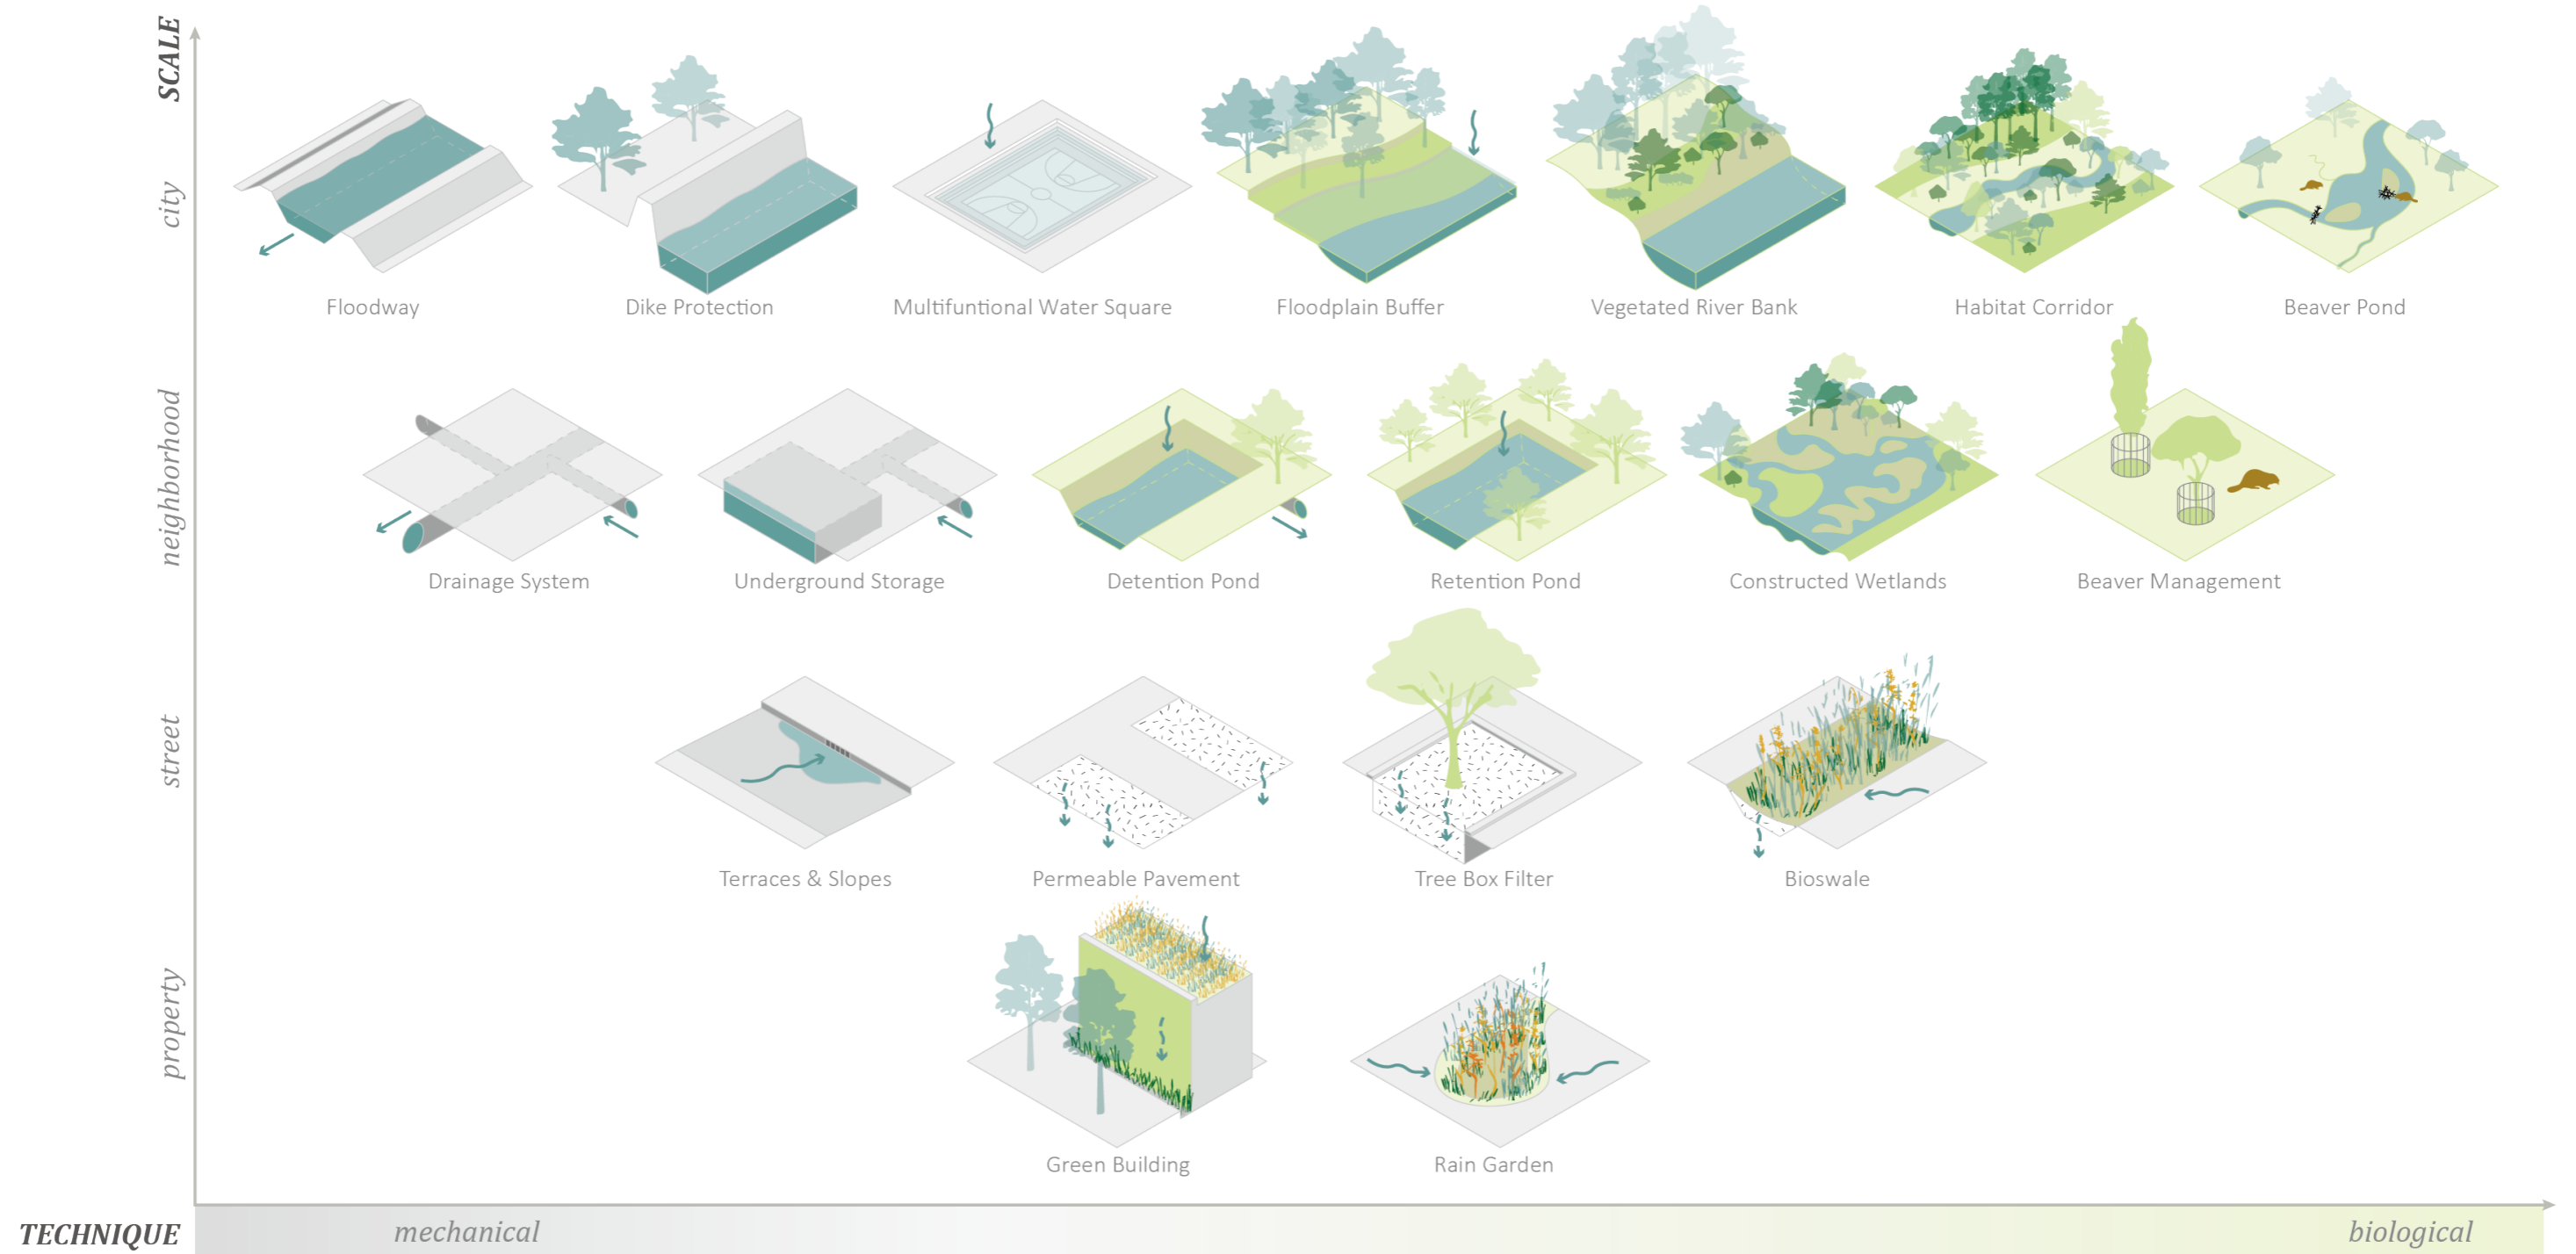 SCALE
city
Floodway
Dike Protection
Multifuntional Water Square
Floodplain Buffer
Vegetated River Bank
Habitat Corridor
Beaver Pond
neighborhood
Drainage System
Underground Storage
Detention Pond
Retention Pond
Constructed Wetlands
Beaver Management
street
Terraces & Slopes
Permeable Pavement
Tree Box Filter
Bioswale
property
Green Building
Rain Garden
TECHNIQUE
mechanical
biological